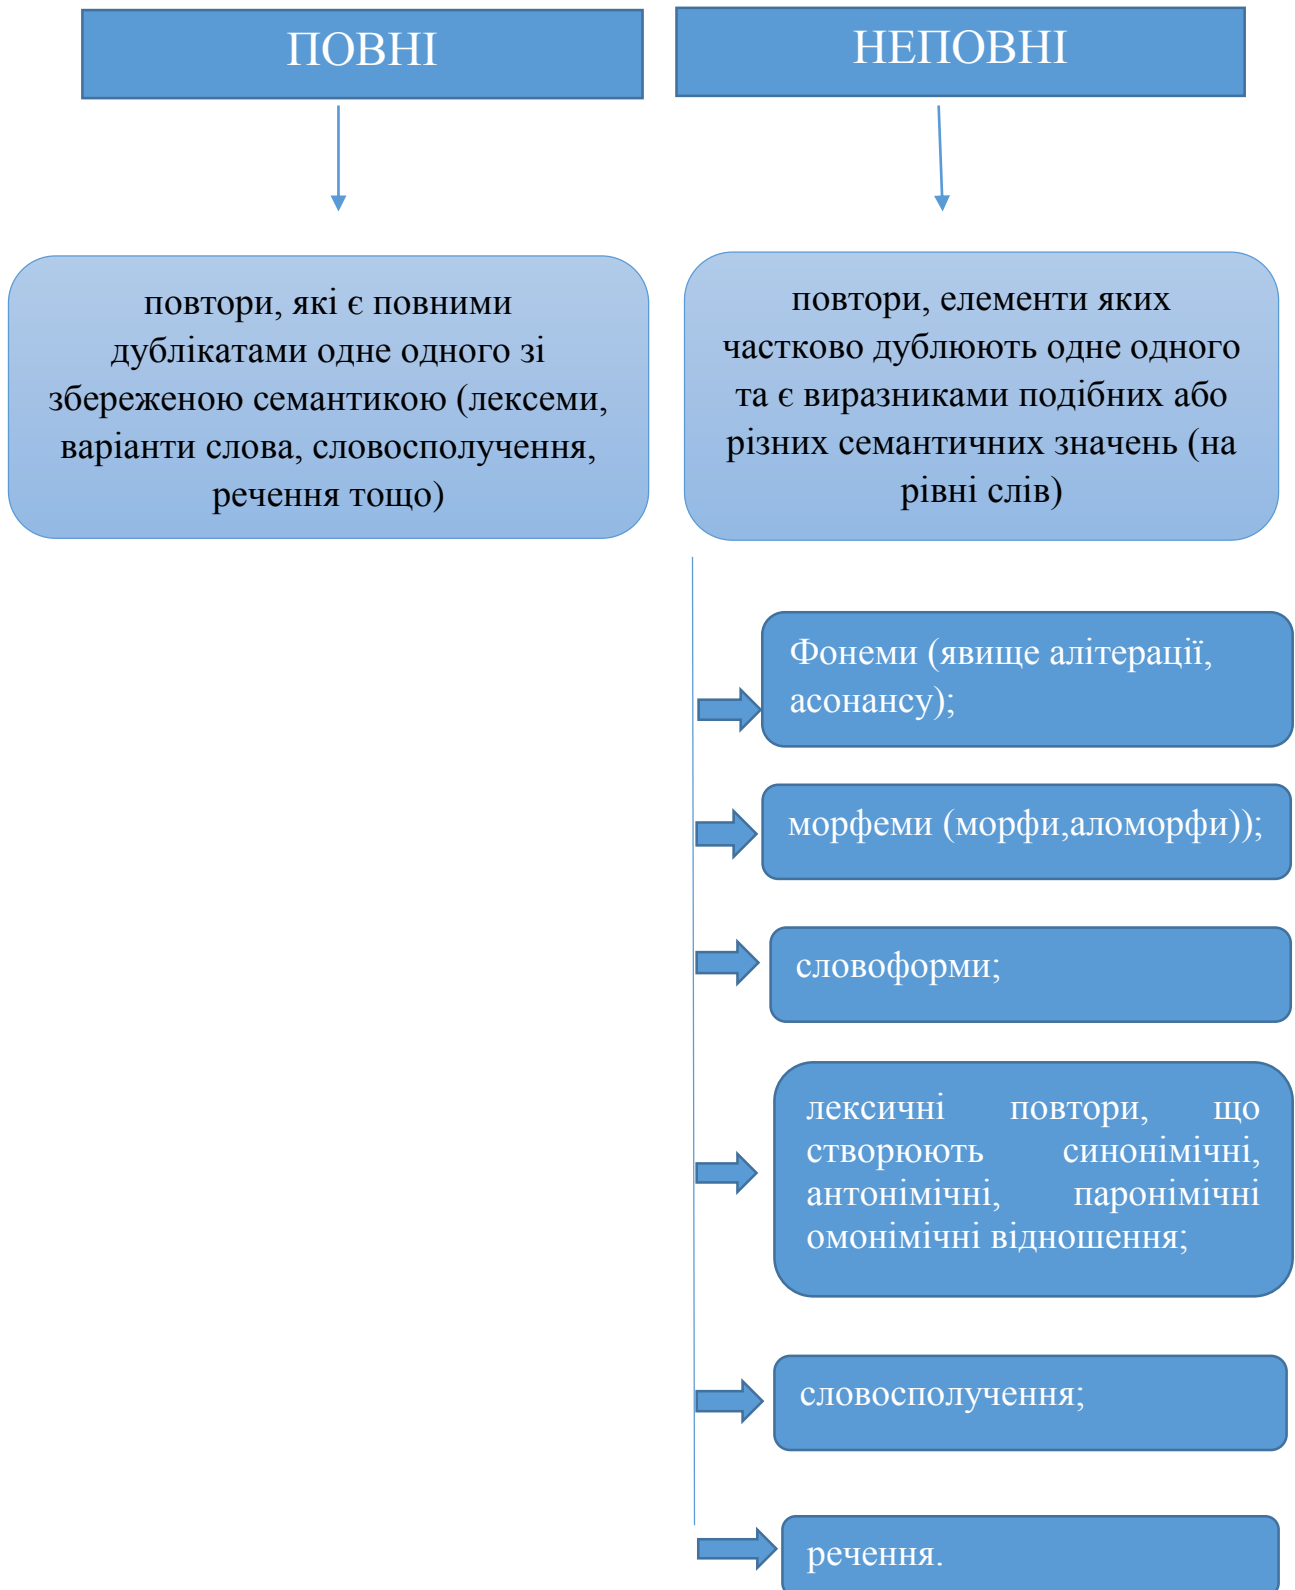 ПОВНІ
НЕПОВНІ
повтори, які є повними
дублікатами одне одного зі
збереженою семантикою (лексеми,
варіанти слова, словосполучення,
речення тощо)
повтори, елементи яких
частково дублюють одне одного
та є виразниками подібних або
різних семантичних значень (на
рівні слів)
Фонеми (явище алітерації,
асонансу);
морфеми (морфи,аломорфи));
словоформи;
лексичні повтори, що
створюють синонімічні,
антонімічні, паронімічні
омонімічні відношення;
словосполучення;
речення.